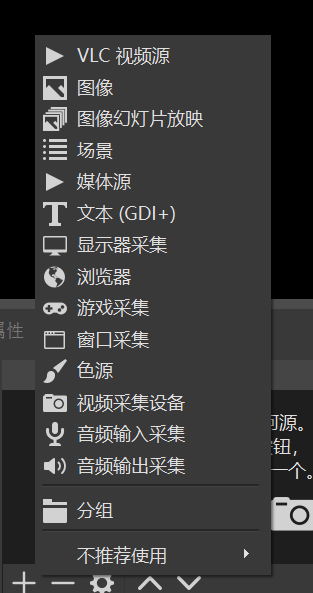 VLC 视频源
图像
图像幻灯片放映
场景
媒体源
文本 (GDI+)
显示器采集
浏览器
游戏采集
窗口采集
属性
色源
视频采集设备
何源。
音频输入采集
钮，
音频输出采集
一个。
分组
不推荐使用